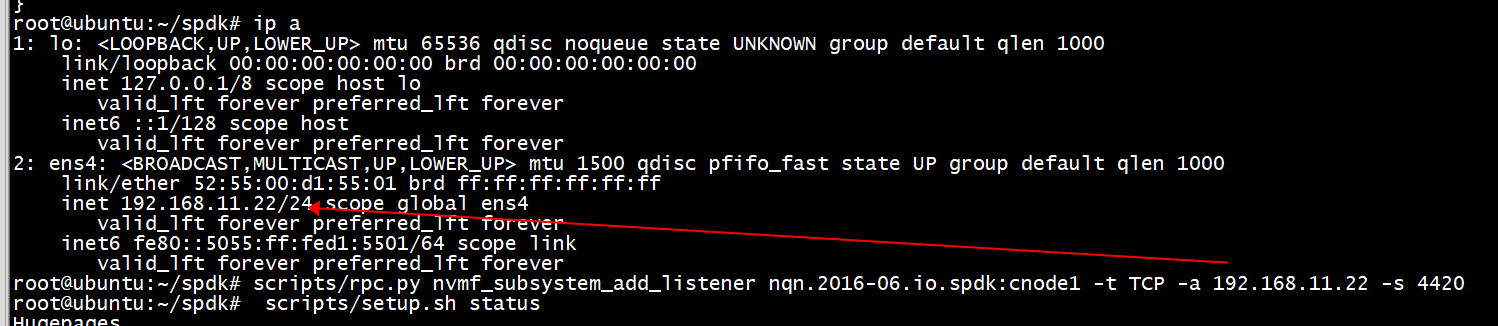 }
root@ubuntu:~/spdk# ip a
1: lo: <LOOPBACK,UP,LOWER_UP> mtu 65536 qdisc noqueue state UNKNOWN group default qlen 1000
    link/loopback 00:00:00:00:00:00 brd 00:00:00:00:00:00
    inet 127.0.0.1/8 scope host lo
       valid_lft forever preferred_lft forever
    inet6 ::1/128 scope host
       valid_lft forever preferred_lft forever
2: ens4: <BROADCAST,MULTICAST,UP,LOWER_UP> mtu 1500 qdisc pfifo_fast state UP group default qlen 1000
    link/ether 52:55:00:d1:55:01 brd ff:ff:ff:ff:ff:ff
    inet 192.168.11.22/24 scope global ens4
       valid_lft forever preferred_lft forever
    inet6 fe80::5055:ff:fed1:5501/64 scope link
       valid_lft forever preferred_lft forever
root@ubuntu:~/spdk# scripts/rpc.py nvmf_subsystem_add_listener nqn.2016-06.io.spdk:cnode1 -t TCP -a 192.168.11.22 -s 4420
root@ubuntu:~/spdk#  scripts/setup.sh status
Hugepages